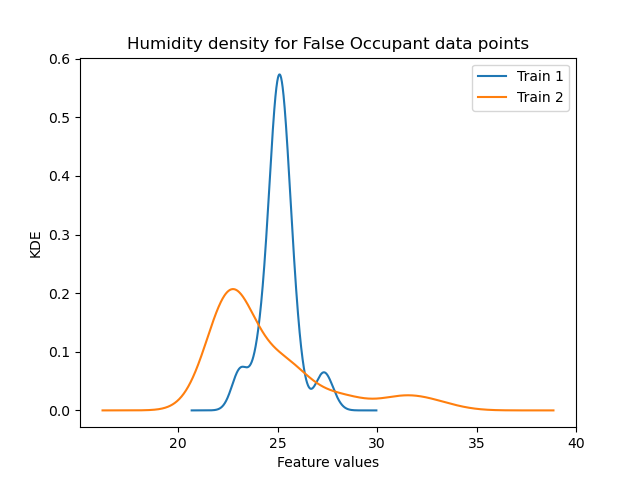 Humidity density for False Occupant data points
0.6
0.5
0.4
0.3
0.2
0.1
0.0
KDE
20 25 30 35 40
Feature values
Train 1
Train 2